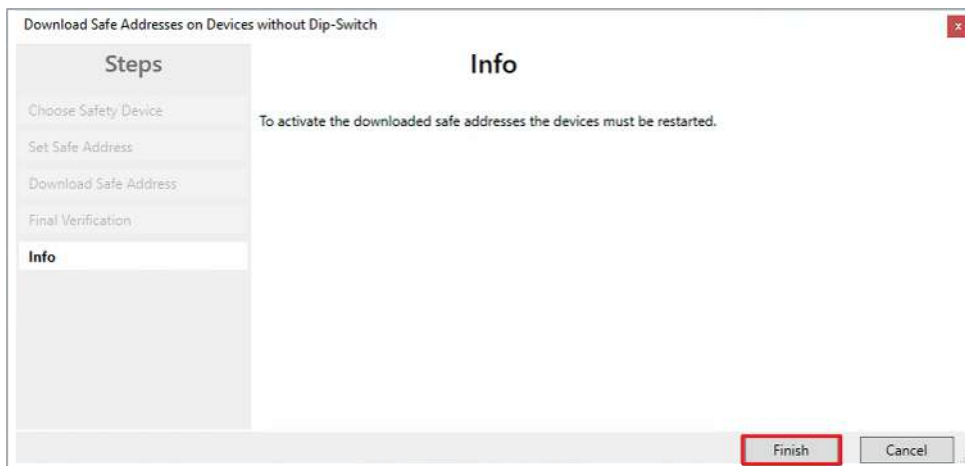 Download Safe Addresses on Devices without Dip-Switch
x
Steps
Choose Safety Device
Set Safe Address
Download Safe Address
Final Verification
Info
Info
To activate the downloaded safe addresses the devices must be restarted.
Finish
Cancel